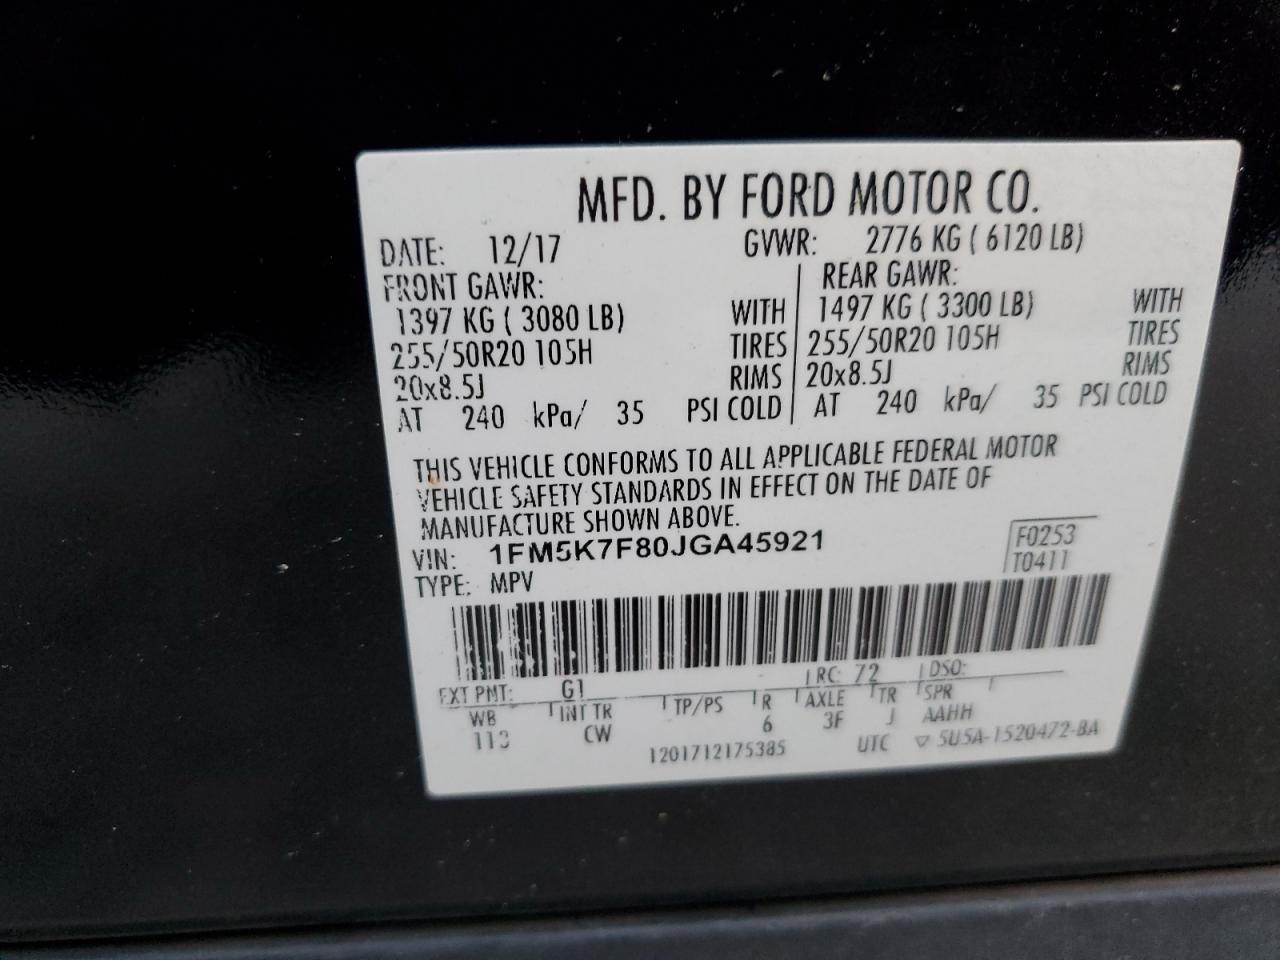 MFD. BY FORD MOTOR CO.
DATE: 12/17 GVWR: 2776 KG ( 6120 LB)
FRONT GAWR: REAR GAWR:
1397 KG ( 3080 LB) WITH 1497 KG ( 3300 LB) WITH
255/50R20 105H TIRES 255/50R20 105H TIRES
20x8.5J RIMS 20x8.5J RIMS
AT 240 kPa/ 35 PSI COLD AT 240 kPa/ 35 PSI COLD
THIS VEHICLE CONFORMS TO ALL APPLICABLE FEDERAL MOTOR
VEHICLE SAFETY STANDARDS IN EFFECT ON THE DATE OF
MANUFACTURE SHOWN ABOVE.
VIN: 1FM5K7F80JGA45921 F0253
TYPE: MPV T0411
EXT PNT: G1 RC: 72 DSO:
WB INT TR TP/PS R AXLE TR SPR
113 CW 6 3F J AAHH
1201712175385 UTC ▽ 5U5A-1520472-BA